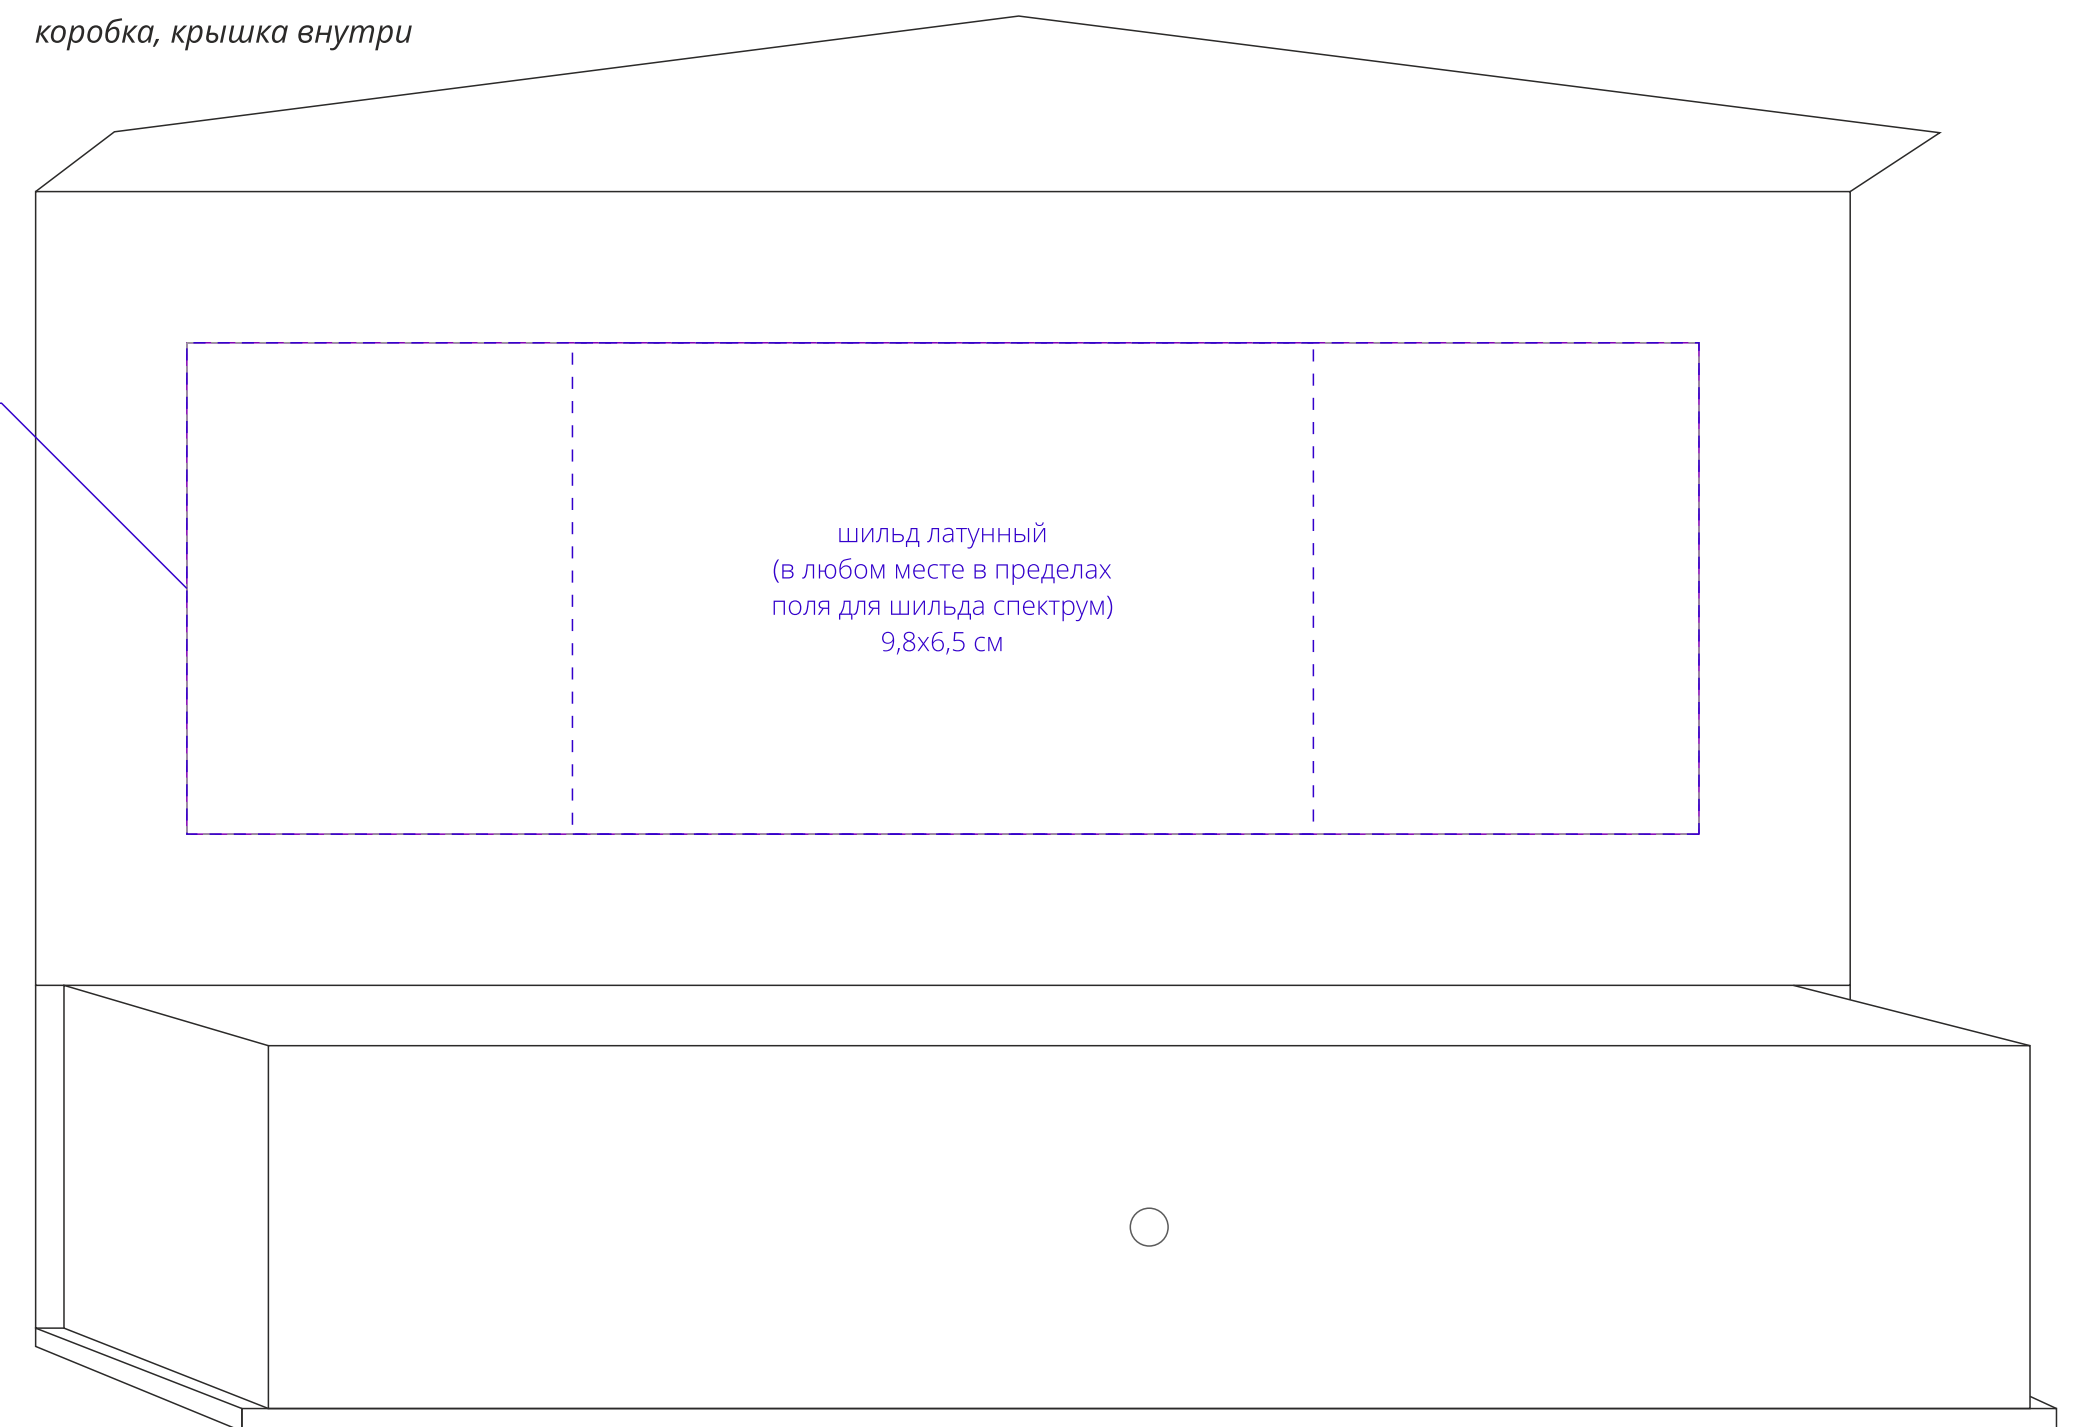 коробка, крышка внутри
шильд латунный
(в любом месте в пределах
поля для шильда спектрум)
9,8х6,5 см